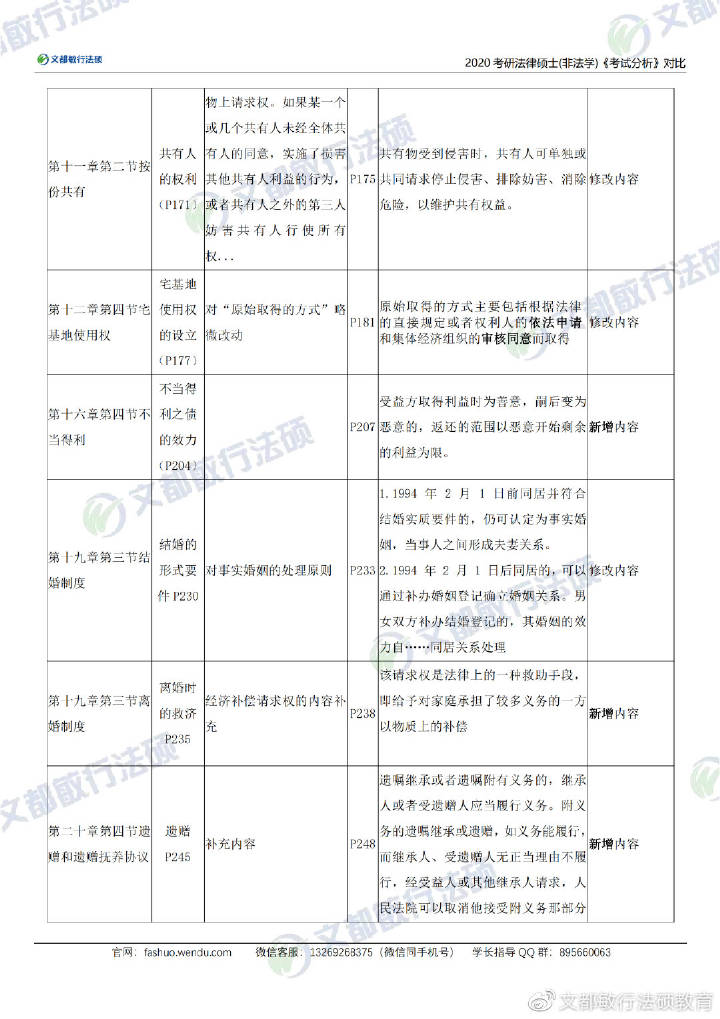 文都敏行法硕
2020 考研法律硕士(非法学)《考试分析》对比
第十一章第二节按
份共有
共有人
的权利
(P171)
物上请求权。如果某一个
或几个共有人未经全体共
有人的同意，实施了损害
其他共有人利益的行为，
或者共有人之外的第三人
妨害共有人行使所有
权...
P175
共有物受到侵害时，共有人可单独或
共同请求停止侵害、排除妨害、消除
危险，以维护共有权益。
修改内容
第十二章第四节宅
基地使用权
宅基地
使用权
的设立
(P177)
对“原始取得的方式”略
微改动
P181
原始取得的方式主要包括根据法律
的直接规定或者权利人的依法申请
和集体经济组织的审核同意而取得
修改内容
第十六章第四节不
当得利
不当得
利之债
的效力
(P204)
P207
受益方取得利益时为善意，嗣后变为
恶意的，返还的范围以恶意开始剩余
的利益为限。
新增内容
第十九章第三节结
婚制度
结婚的
形式要
件 P230
对事实婚姻的处理原则
P233
1.1994 年 2 月 1 日前同居并符合
结婚实质要件的，仍可认定为事实婚
姻，当事人之间形成夫妻关系。
2.1994 年 2 月 1 日后同居的，可以
通过补办婚姻登记确立婚姻关系。男
女双方补办结婚登记的，其婚姻的效
力自……同居关系处理
修改内容
第十九章第三节离
婚制度
离婚时
的救济
P235
经济补偿请求权的内容补
充
P238
该请求权是法律上的一种救助手段，
即给予对家庭承担了较多义务的一方
以物质上的补偿
新增内容
第二十章第四节遗
赠和遗赠抚养协议
遗赠
P245
补充内容
P248
遗嘱继承或者遗嘱附有义务的，继承
人或者受遗赠人应当履行义务。附义
务的遗嘱继承或遗赠，如义务能履行，
而继承人、受遗赠人无正当理由不履
行，经受益人或其他继承人请求，人
民法院可以取消他接受附义务那部分
新增内容
官网：fashuo.wendu.com 微信客服：13269268375（微信同手机号） 学长指导 QQ 群：895660063
文都敏行法硕教育